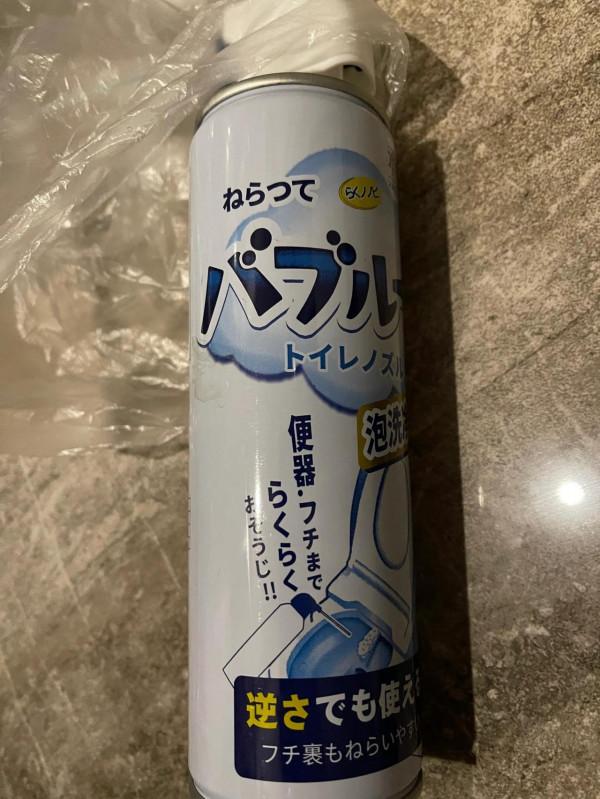 ねらつて
らくノビ
バブル
トイレノズル
泡洗
便器・フチまで
らくらく
おそうじ!!
逆さでも使え
フチ裏もねらいやす